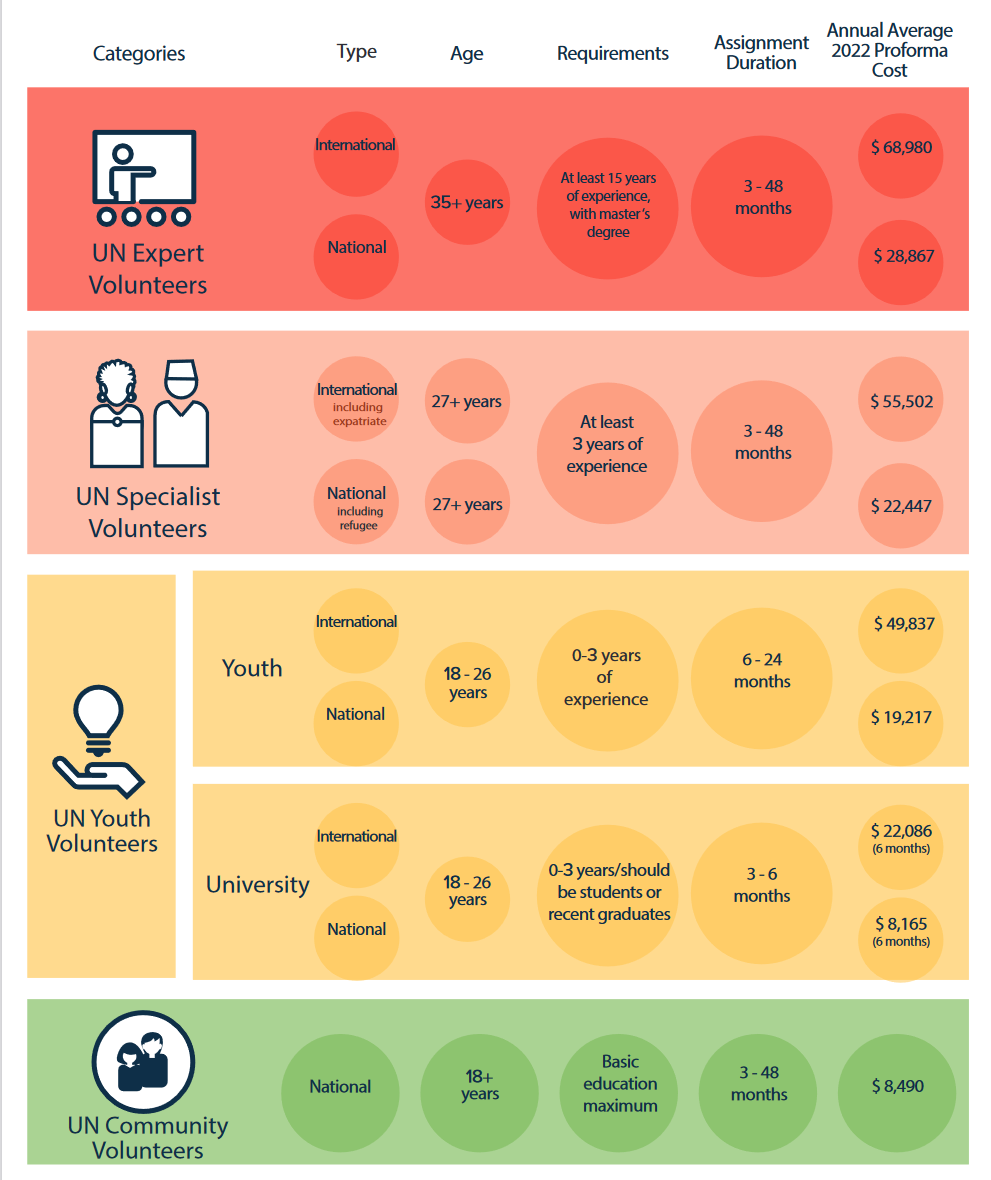 Categories
Type
Age
Requirements
Assignment
Duration
Annual Average
2022 Proforma
Cost
UN Expert
Volunteers
International
National
35+ years
At least 15 years
of experience,
with master's
degree
3 - 48
months
$ 68,980
$ 28,867
UN Specialist
Volunteers
International
including
expatriate
National
including
refugee
27+ years
27+ years
At least
3 years of
experience
3 - 48
months
$ 55,502
$ 22,447
UN Youth
Volunteers
Youth
International
National
18 - 26
years
0-3 years
of
experience
6 - 24
months
$ 49,837
$ 19,217
University
International
National
18 - 26
years
0-3 years/should
be students or
recent graduates
3 - 6
months
$ 22,086
(6 months)
$ 8,165
(6 months)
UN Community
Volunteers
National
18+
years
Basic
education
maximum
3 - 48
months
$ 8,490